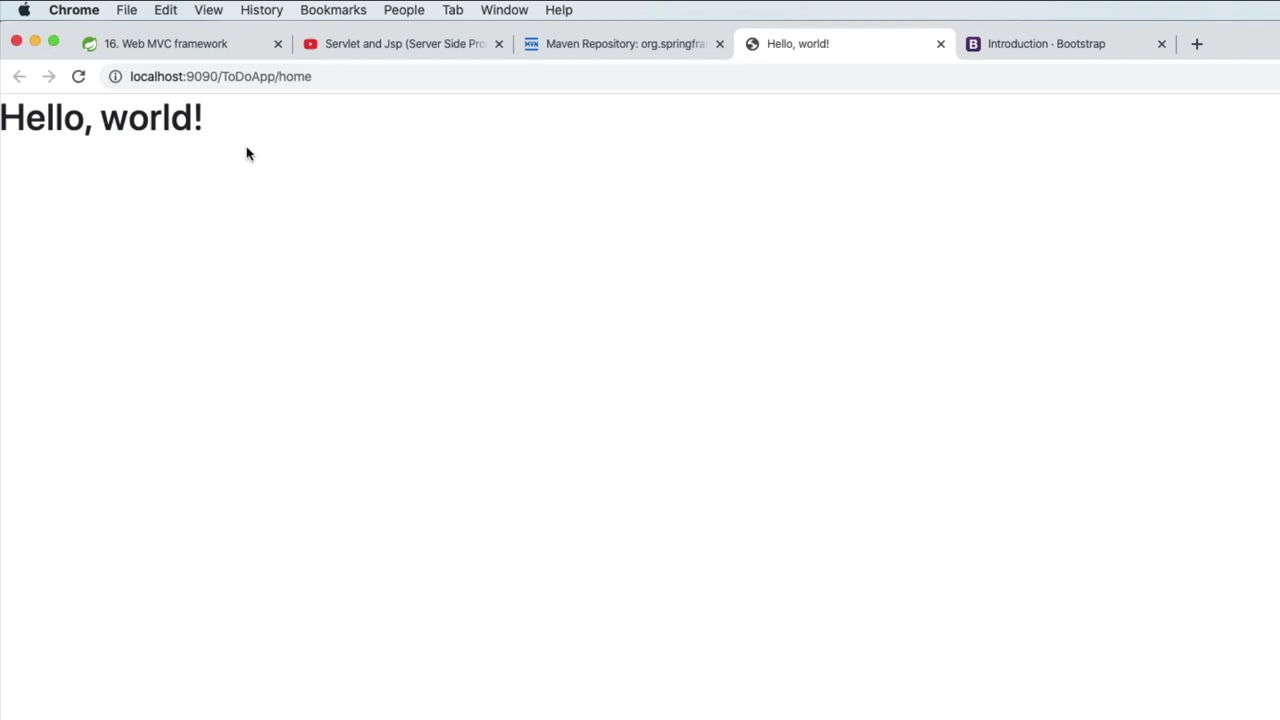 Chrome File Edit View History Bookmarks People Tab Window Help
16. Web MVC framework Servlet and Jsp (Server Side Pro Maven Repository: org.springfra Hello, world! Introduction · Bootstrap
localhost:9090/ToDoApp/home
Hello, world!